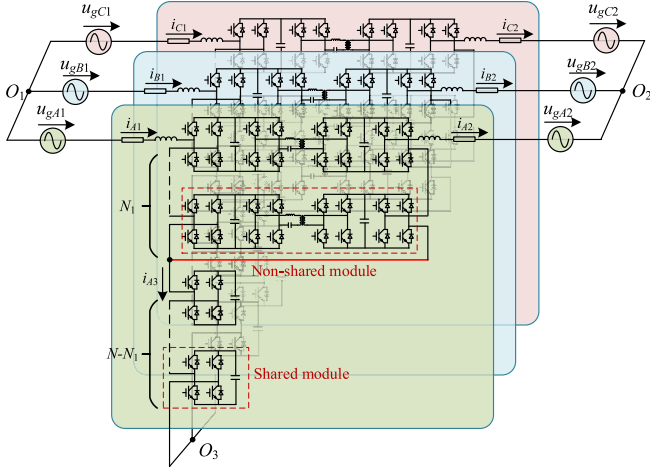 u_gC1
i_C1
i_C2
u_gC2
u_gB1
i_B1
i_B2
u_gB2
O_1
O_2
u_gA1
i_A1
i_A2
u_gA2
N_1
Non-shared module
i_A3
N-N_1
Shared module
O_3